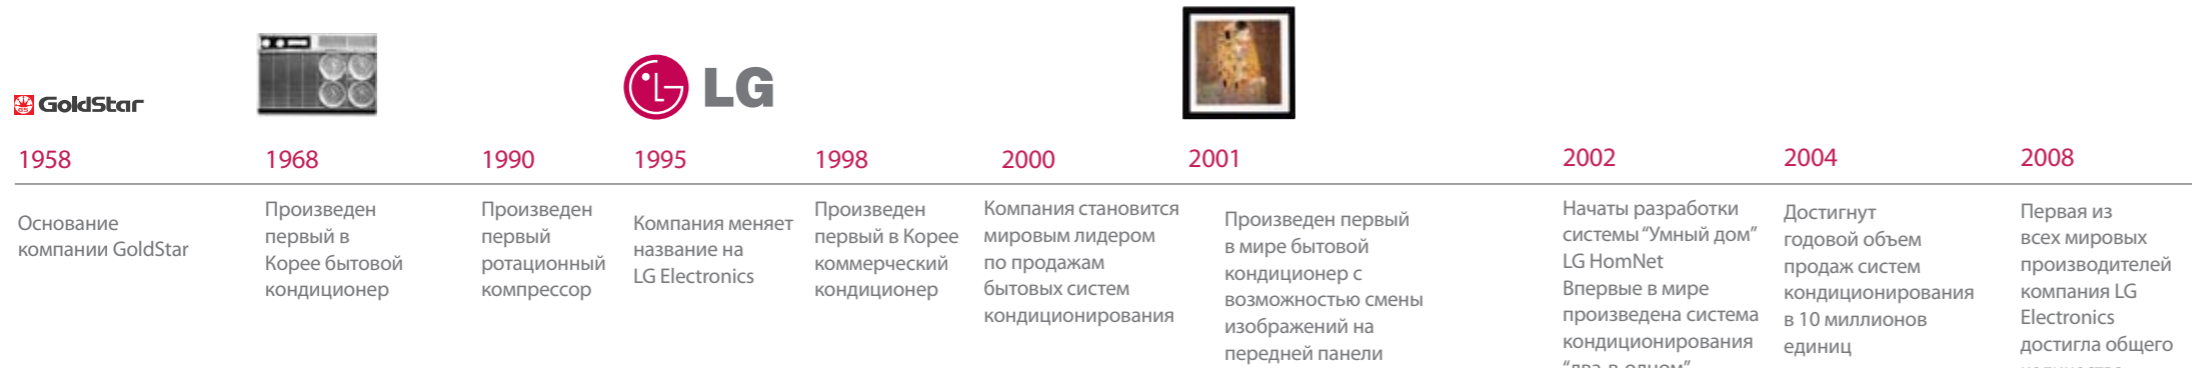 GoldStar
LG
1958
Основание
компании GoldStar
1968
Произведен
первый в
Корее бытовой
кондиционер
1990
Произведен
первый
ротационный
компрессор
1995
Компания меняет
название на
LG Electronics
1998
Произведен
первый в Корее
коммерческий
кондиционер
2000
Компания становится
мировым лидером
по продажам
бытовых систем
кондиционирования
2001
Произведен первый
в мире бытовой
кондиционер с
возможностью смены
изображений на
передней панели
2002
Начаты разработки
системы “Умный дом”
LG HomNet
Впервые в мире
произведена система
кондиционирования
“два-в-одном”
2004
Достигнут
годовой объем
продаж систем
кондиционирования
в 10 миллионов
единиц
2008
Первая из
всех мировых
производителей
компания LG
Electronics
достигла общего